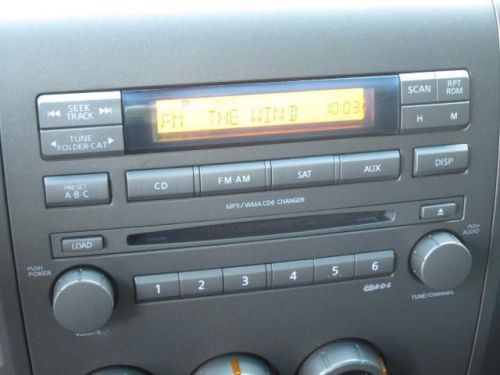 SEEK
TRACK
TUNE
FOLDER·CAT
FM THE WIND 10:03
SCAN
RPT
RDM
H M
PRESET
A·B·C
CD FM·AM SAT AUX DISP
MP3/WMA CD6 CHANGER
LOAD
PUSH
POWER
PUSH
AUDIO
1 2 3 4 5 6
R·D·S
VOLUME
TUNE/CHANNEL